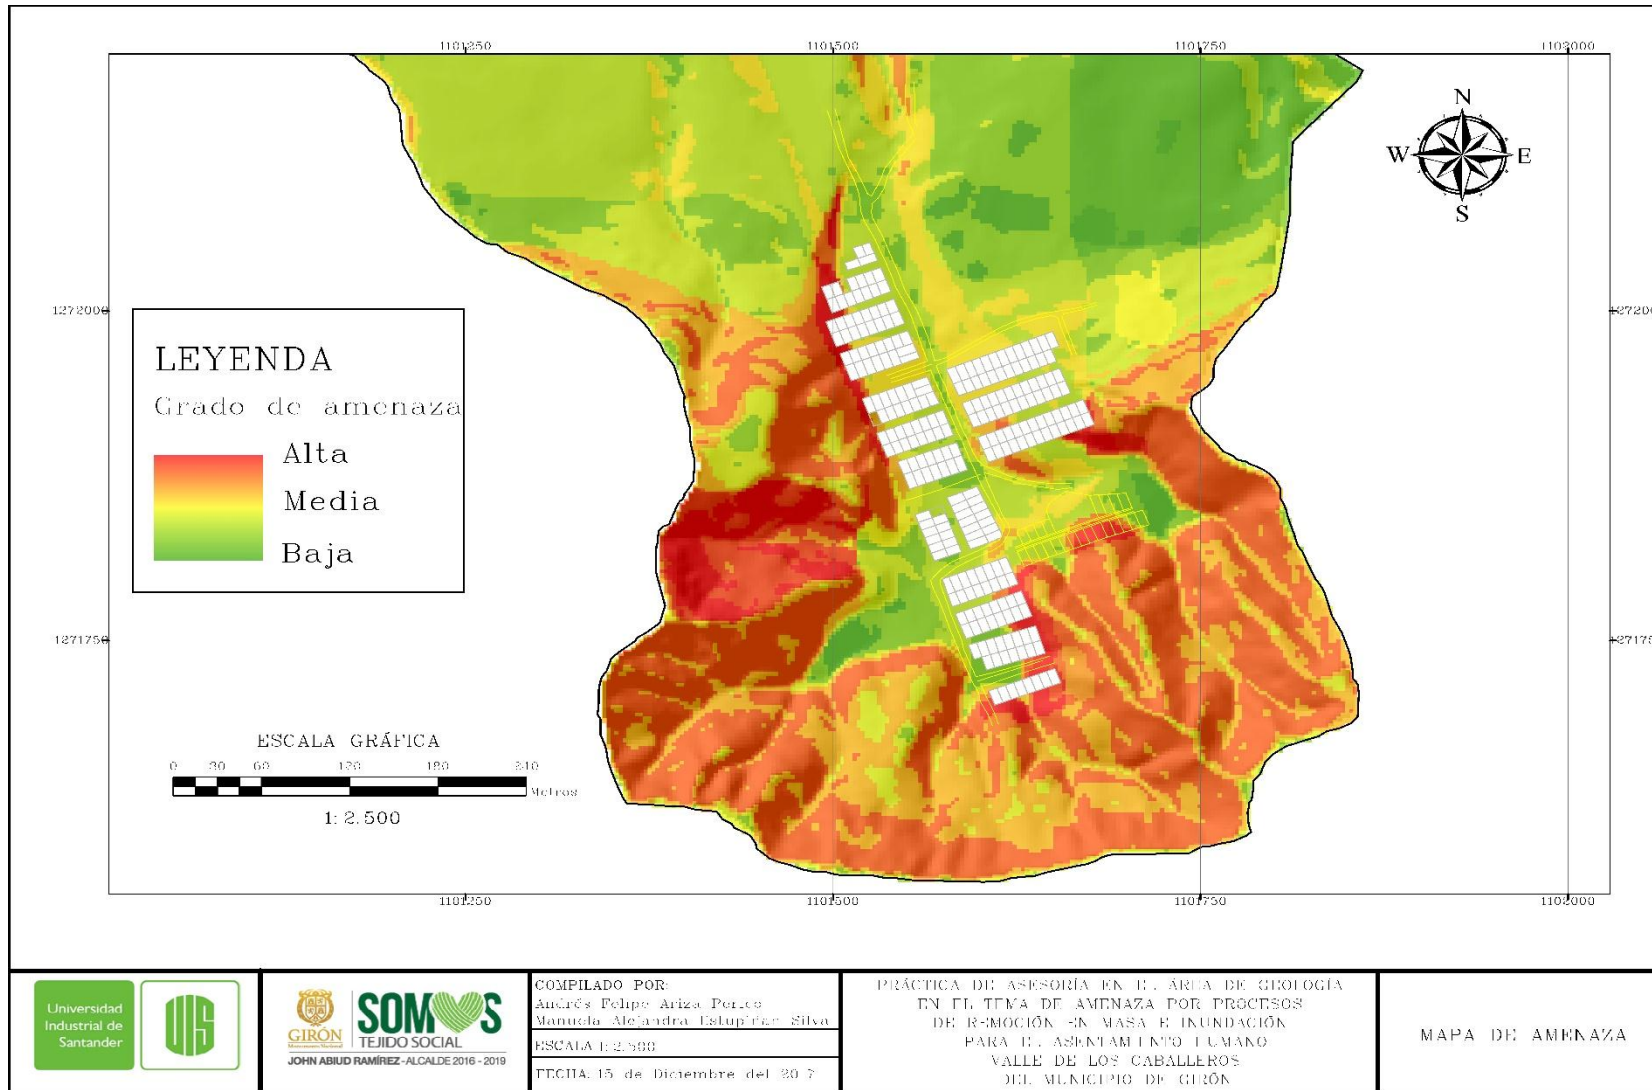 1101250 1101500 1101750 1102000
N
W E
S
1272000
LEYENDA
Grado de amenaza
Alta
Media
Baja
1271750
ESCALA GRÁFICA
0 30 60 120 180 240
Metros
1:2.500
1101250 1101500 1101750 1102000
Universidad
Industrial de
Santander
UIS
GIRÓN
SOMOS
TEJIDO SOCIAL
JOHN ABIUD RAMÍREZ - ALCALDE 2016 - 2019
COMPILADO POR:
Andrés Felipe Ariza
Manuela Alejandra Estupiñan Silva
ESCALA 1:2.500
FECHA: 15 de Diciembre del 2017
PRÁCTICA DE ASESORÍA EN EL ÁREA DE GEOLOGÍA
EN EL TEMA DE AMENAZA POR PROCESOS
DE REMOCIÓN EN MASA E INUNDACIÓN
PARA EL ASENTAMIENTO HUMANO
VALLE DE LOS CABALLEROS
DEL MUNICIPIO DE GIRÓN
MAPA DE AMENAZA